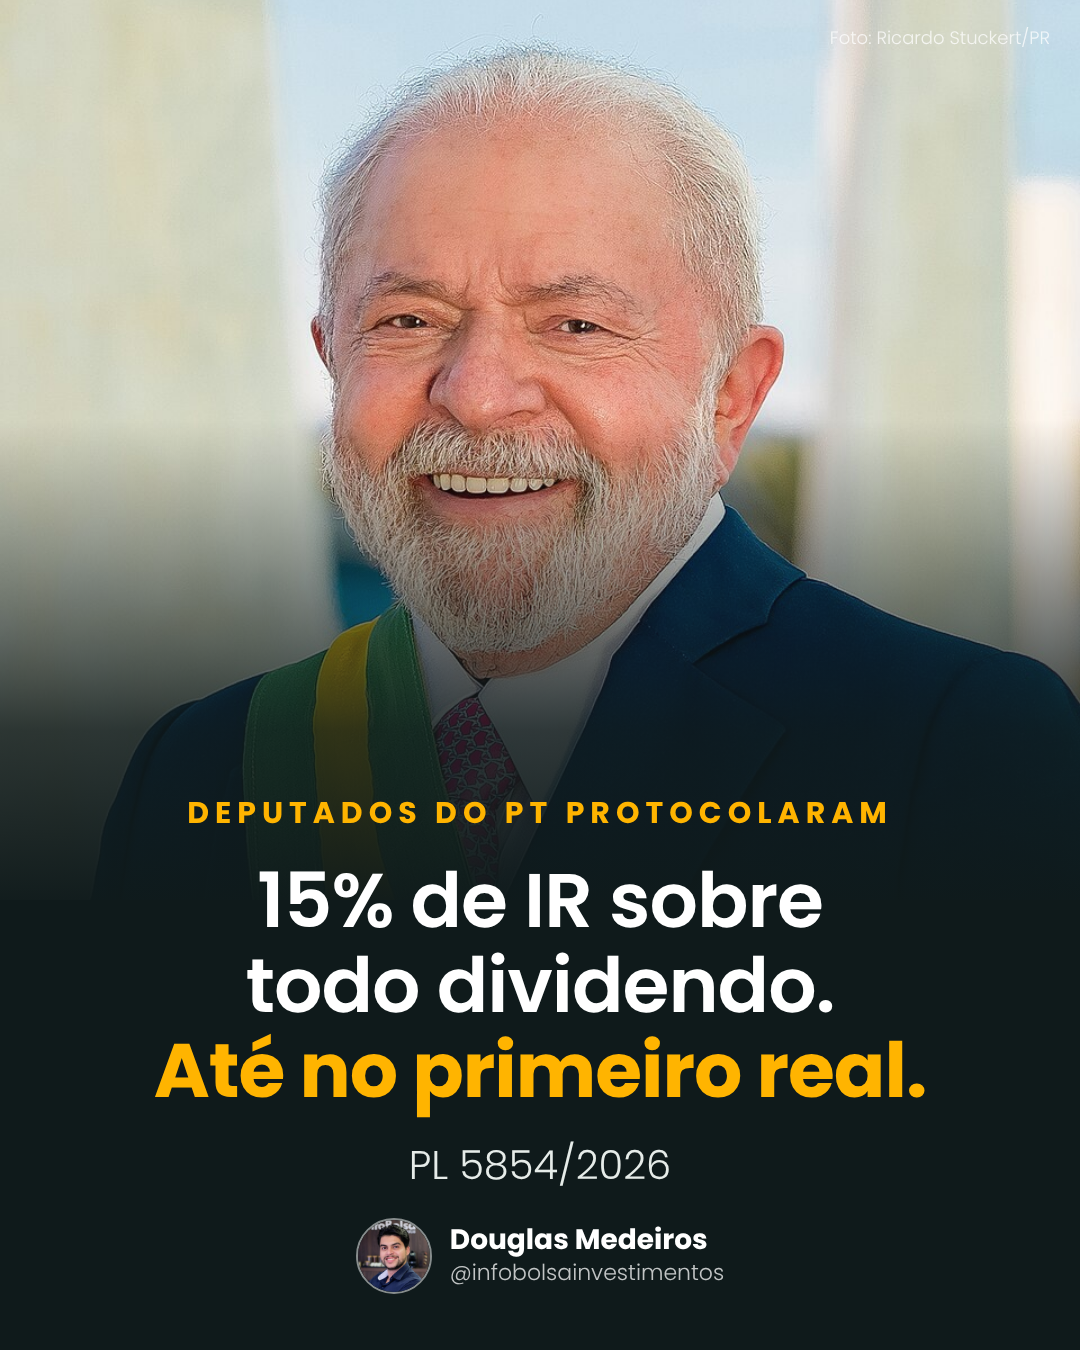 Foto: Ricardo Stuckert/PR
DEPUTADOS DO PT PROTOCOLARAM
15% de IR sobre
todo dividendo.
Até no primeiro real.
PL 5854/2026
Douglas Medeiros
@infobolsainvestimentos